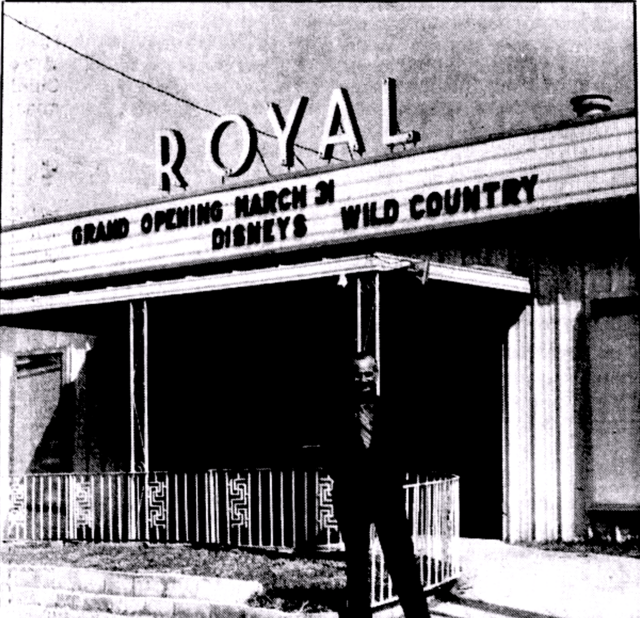 ROYAL
GRAND OPENING MARCH 31
DISNEYS WILD COUNTRY